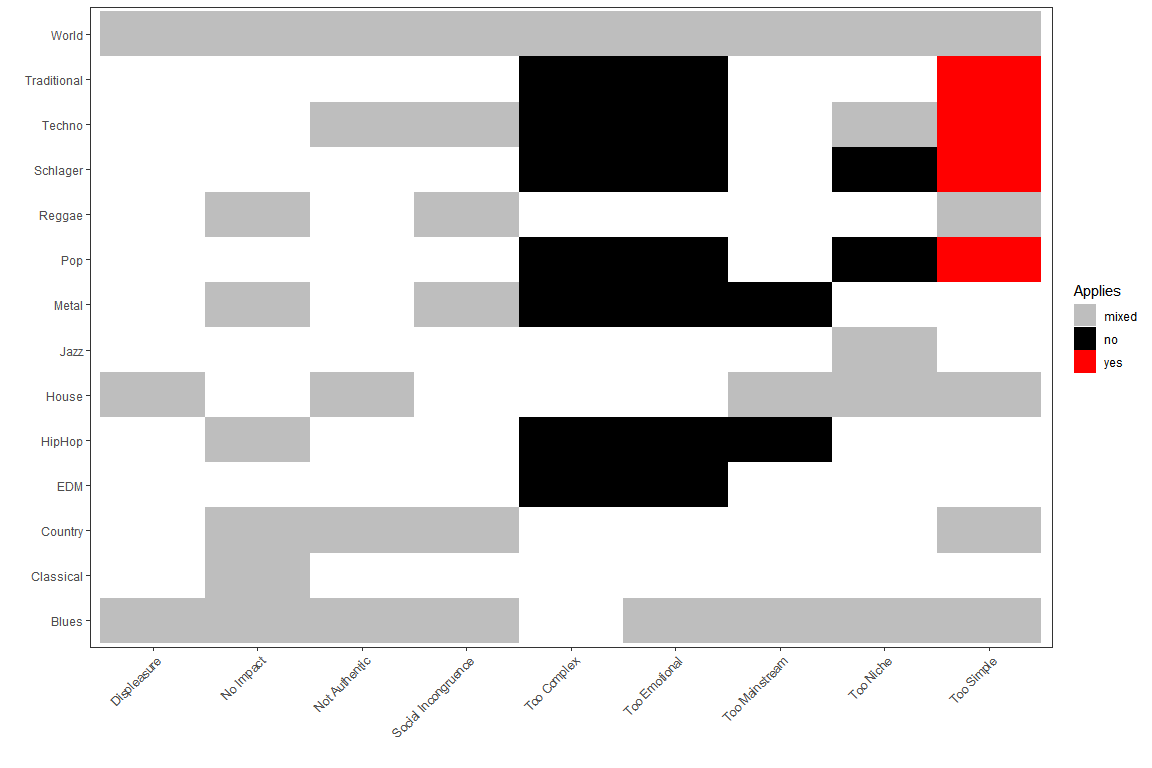 World
Traditional
Techno
Schlager
Reggae
Pop
Metal
Jazz
House
HipHop
EDM
Country
Classical
Blues
Displeasure
No Impact
Not Authentic
Social Incongruence
Too Complex
Too Emotional
Too Mainstream
Too Niche
Too Simple
Applies
mixed
no
yes